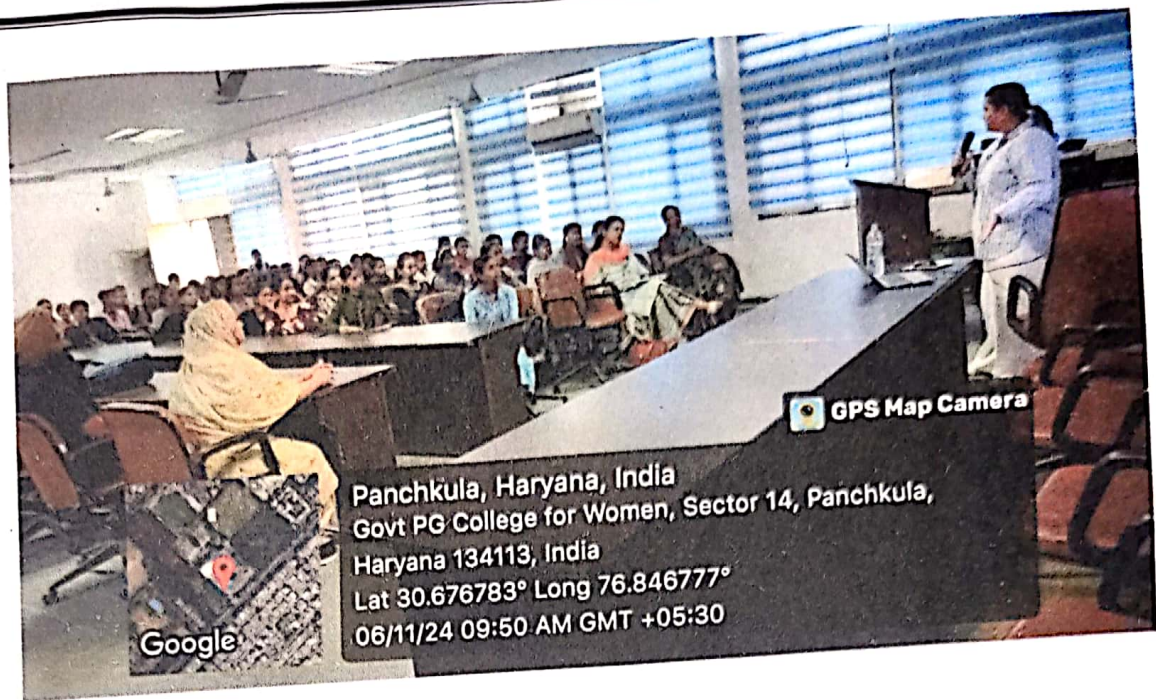 GPS Map Camera
Panchkula, Haryana, India
Govt PG College for Women, Sector 14, Panchkula,
Haryana 134113, India
Lat 30.676783° Long 76.846777°
06/11/24 09:50 AM GMT +05:30
Google